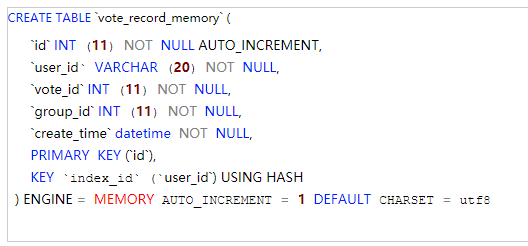 CREATE TABLE `vote_record_memory` (
`id` INT (11) NOT NULL AUTO_INCREMENT,
`user_id` VARCHAR (20) NOT NULL,
`vote_id` INT (11) NOT NULL,
`group_id` INT (11) NOT NULL,
`create_time` datetime NOT NULL,
PRIMARY KEY (`id`),
KEY `index_id` (`user_id`) USING HASH
) ENGINE = MEMORY AUTO_INCREMENT = 1 DEFAULT CHARSET = utf8